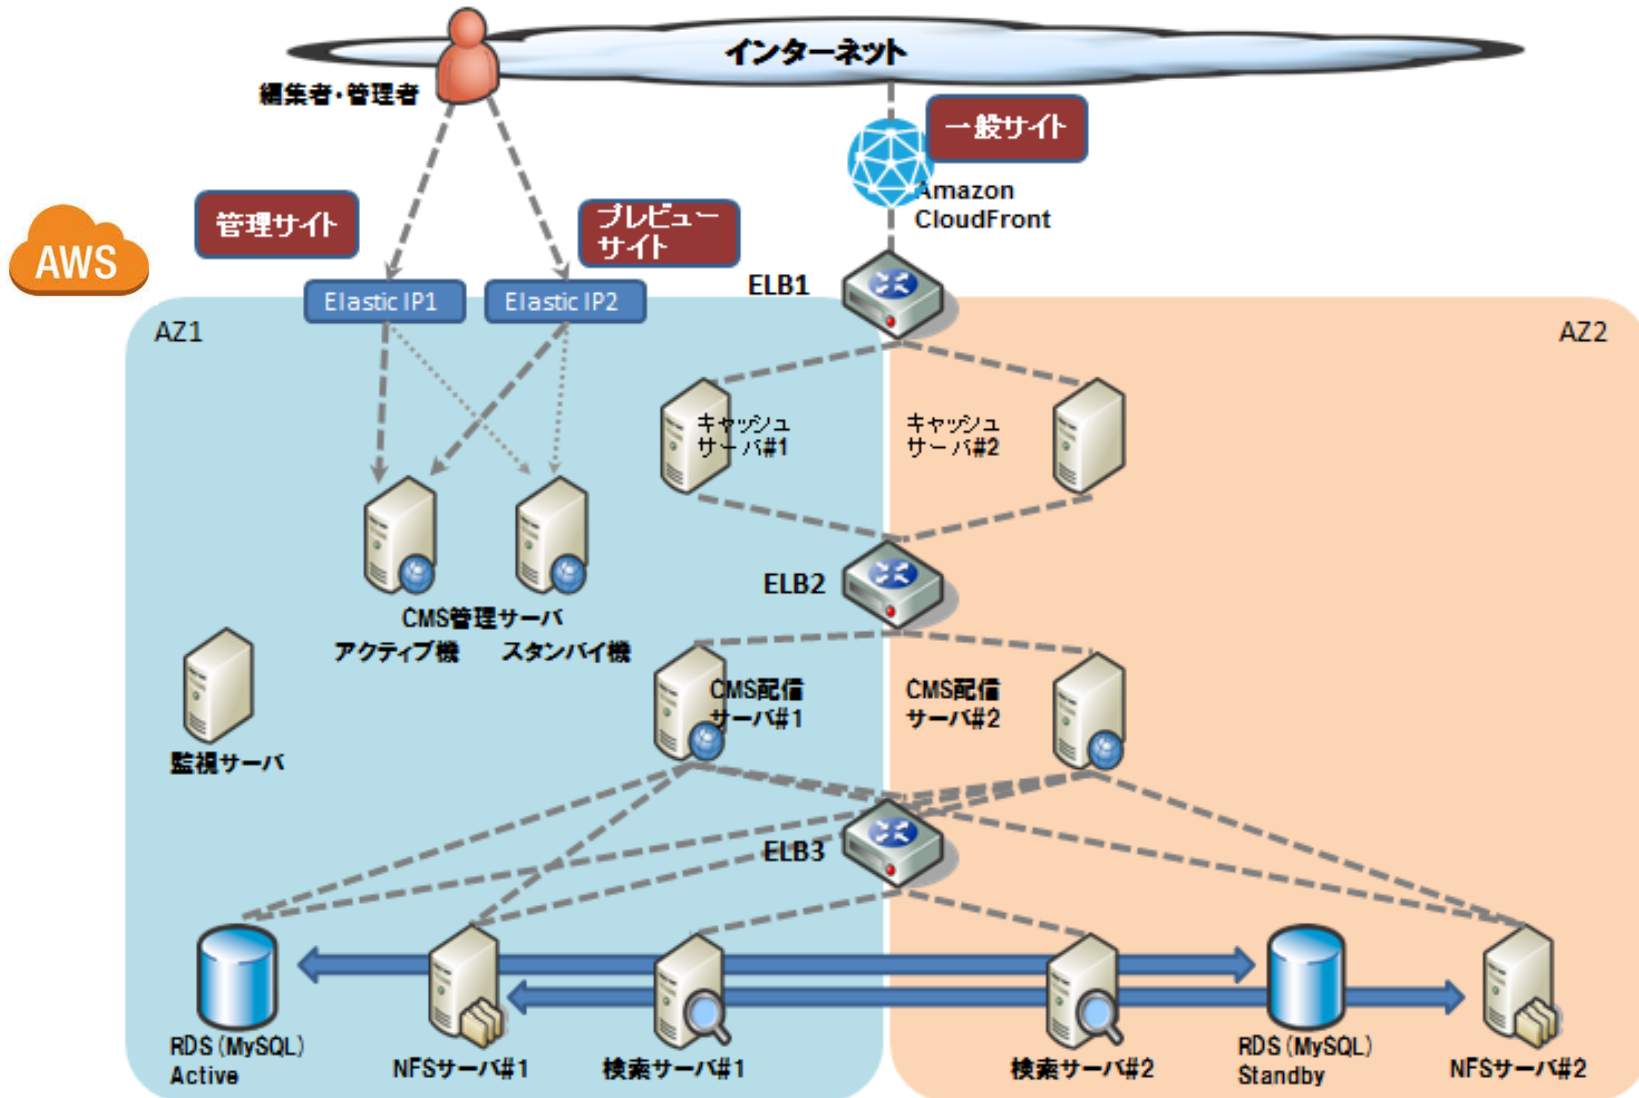 インターネット
編集者・管理者
一般サイト
Amazon
CloudFront
管理サイト
プレビュー
サイト
AWS
Elastic IP1
Elastic IP2
ELB1
AZ1
AZ2
キャッシュ
サーバ#1
キャッシュ
サーバ#2
ELB2
CMS管理サーバ
アクティブ機
スタンバイ機
CMS配信
サーバ#1
CMS配信
サーバ#2
監視サーバ
ELB3
RDS(MySQL)
Active
NFSサーバ#1
検索サーバ#1
検索サーバ#2
RDS(MySQL)
Standby
NFSサーバ#2